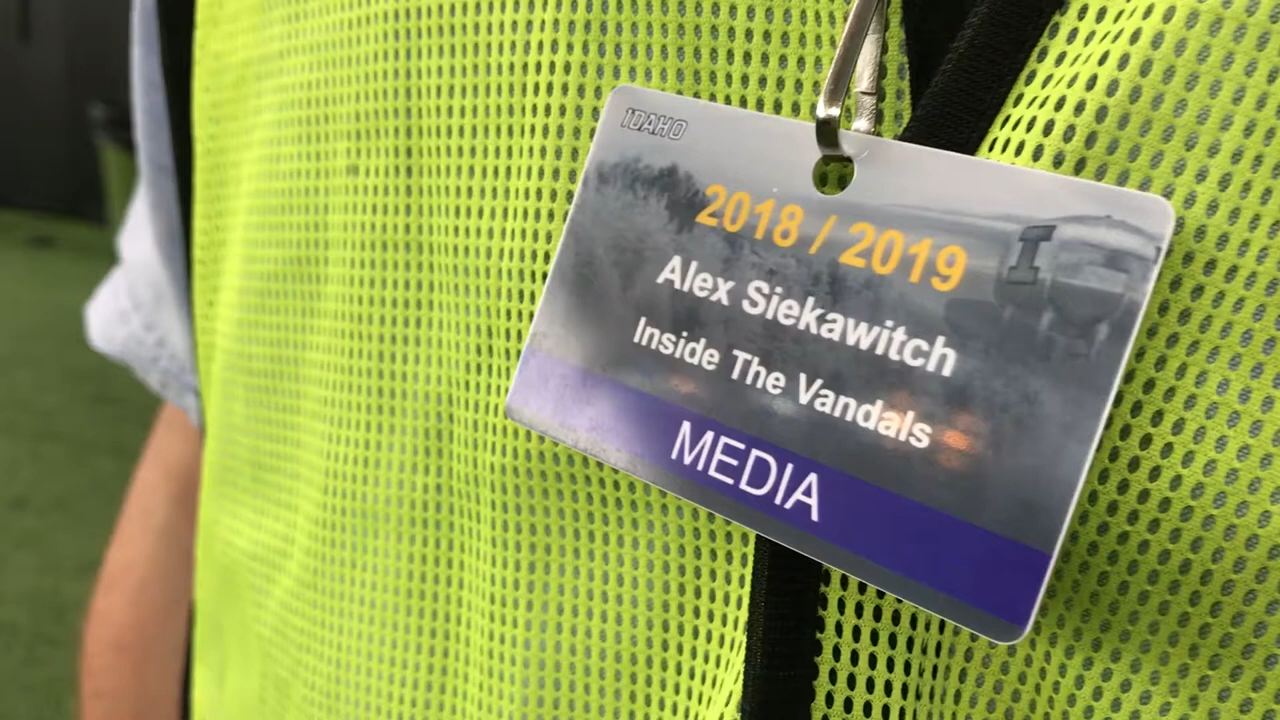 IDAHO
2018 / 2019
I
Alex Siekawitch
Inside The Vandals
MEDIA